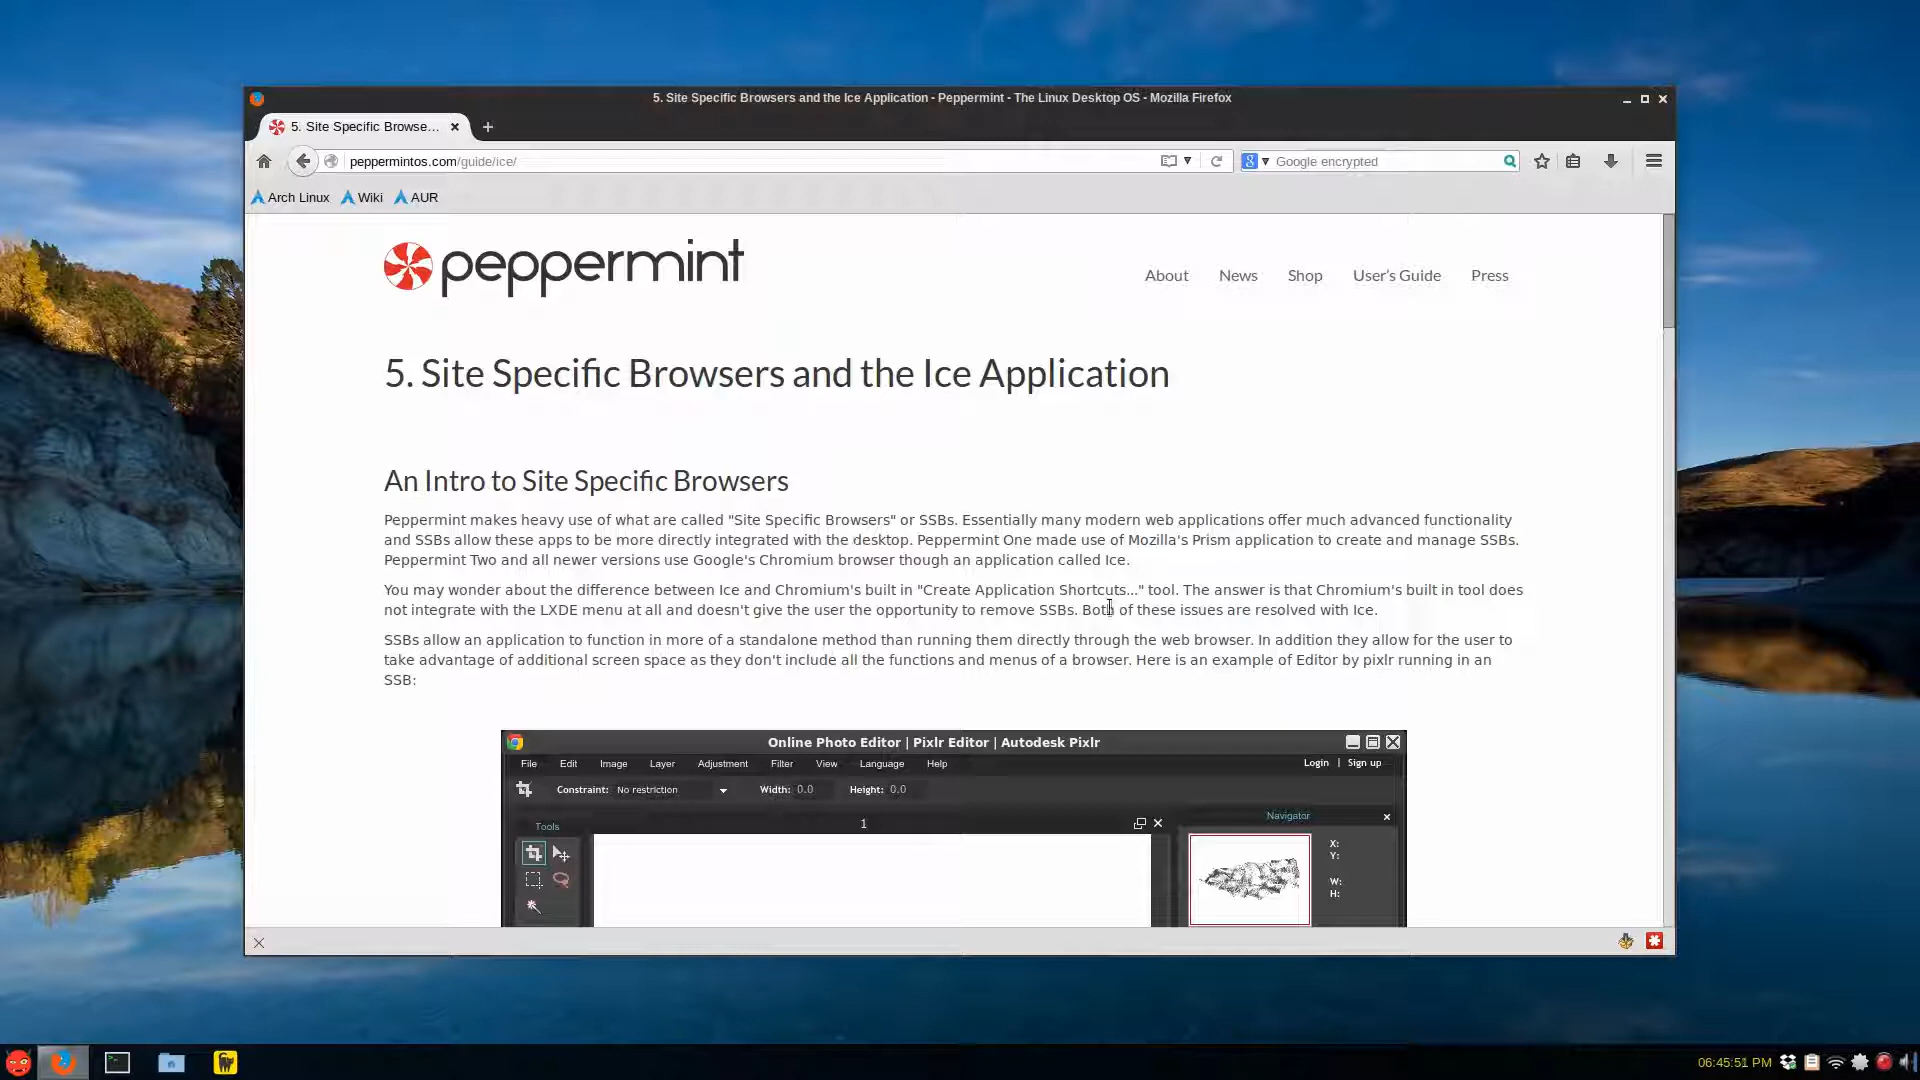 5. Site Specific Browsers and the Ice Application - Peppermint - The Linux Desktop OS - Mozilla Firefox
5. Site Specific Browse...
peppermintos.com/guide/ice/
Google encrypted
Arch Linux Wiki AUR
peppermint
About News Shop User's Guide Press
5. Site Specific Browsers and the Ice Application
An Intro to Site Specific Browsers
Peppermint makes heavy use of what are called "Site Specific Browsers" or SSBs. Essentially many modern web applications offer much advanced functionality
and SSBs allow these apps to be more directly integrated with the desktop. Peppermint One made use of Mozilla's Prism application to create and manage SSBs.
Peppermint Two and all newer versions use Google's Chromium browser though an application called Ice.
You may wonder about the difference between Ice and Chromium's built in "Create Application Shortcuts..." tool. The answer is that Chromium's built in tool does
not integrate with the LXDE menu at all and doesn't give the user the opportunity to remove SSBs. Both of these issues are resolved with Ice.
SSBs allow an application to function in more of a standalone method than running them directly through the web browser. In addition they allow for the user to
take advantage of additional screen space as they don't include all the functions and menus of a browser. Here is an example of Editor by pixlr running in an
SSB:
Online Photo Editor | Pixlr Editor | Autodesk Pixlr
File Edit Image Layer Adjustment Filter View Language Help Login | Sign up
Constraint: No restriction Width: 0.0 Height: 0.0
Tools 1 Navigator
X:
Y:
W:
H:
06:45:51 PM